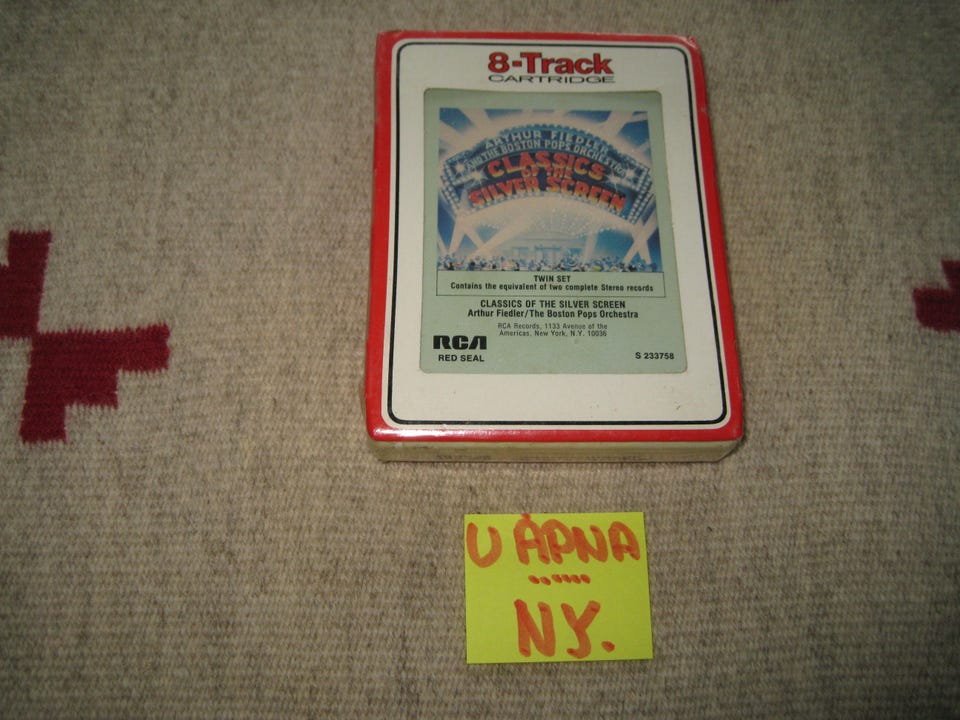 8-Track
CARTRIDGE
ARTHUR FIEDLER
AND THE BOSTON POPS ORCHESTRA
CLASSICS
OF THE
SILVER SCREEN
TWIN SET
Contains the equivalent of two complete Stereo records
CLASSICS OF THE SILVER SCREEN
Arthur Fiedler/The Boston Pops Orchestra
RCA Records, 1133 Avenue of the
Americas, New York, N.Y. 10036
RCA
RED SEAL
S 233758
U APNA
NY.